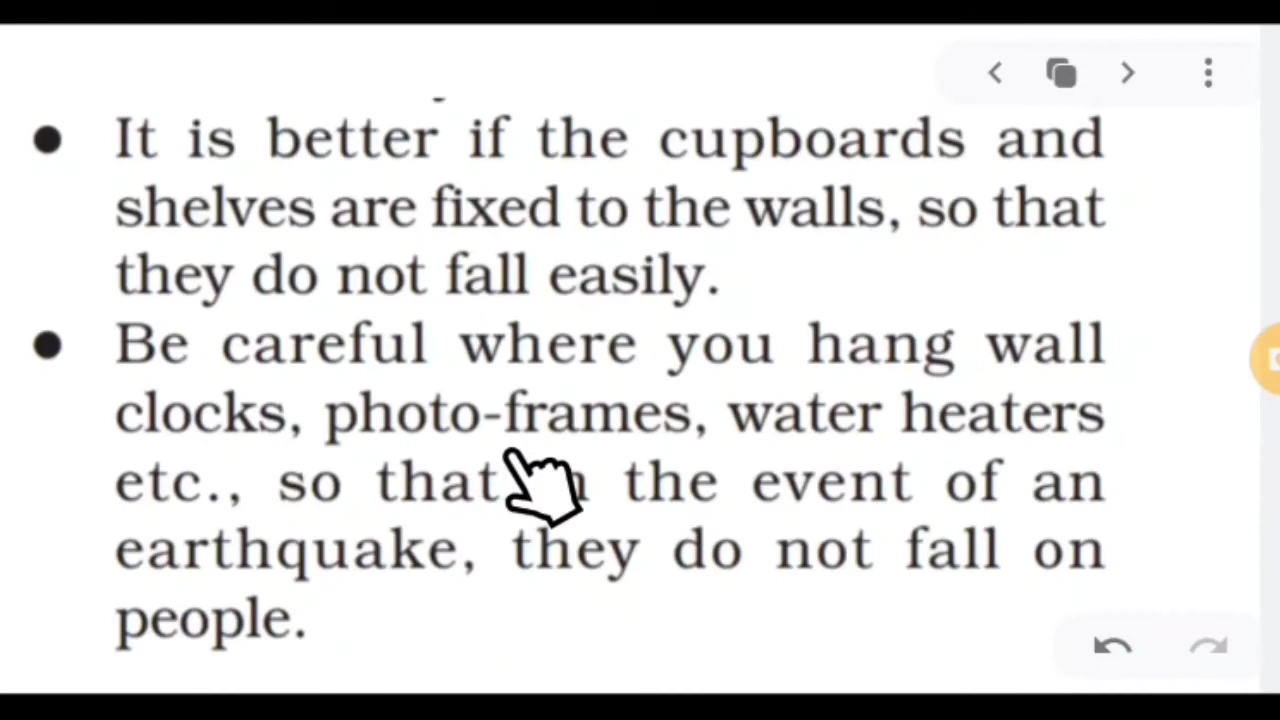 It is better if the cupboards and
shelves are fixed to the walls, so that
they do not fall easily.
Be careful where you hang wall
clocks, photo-frames, water heaters
etc., so that the event of an
earthquake, they do not fall on
people.